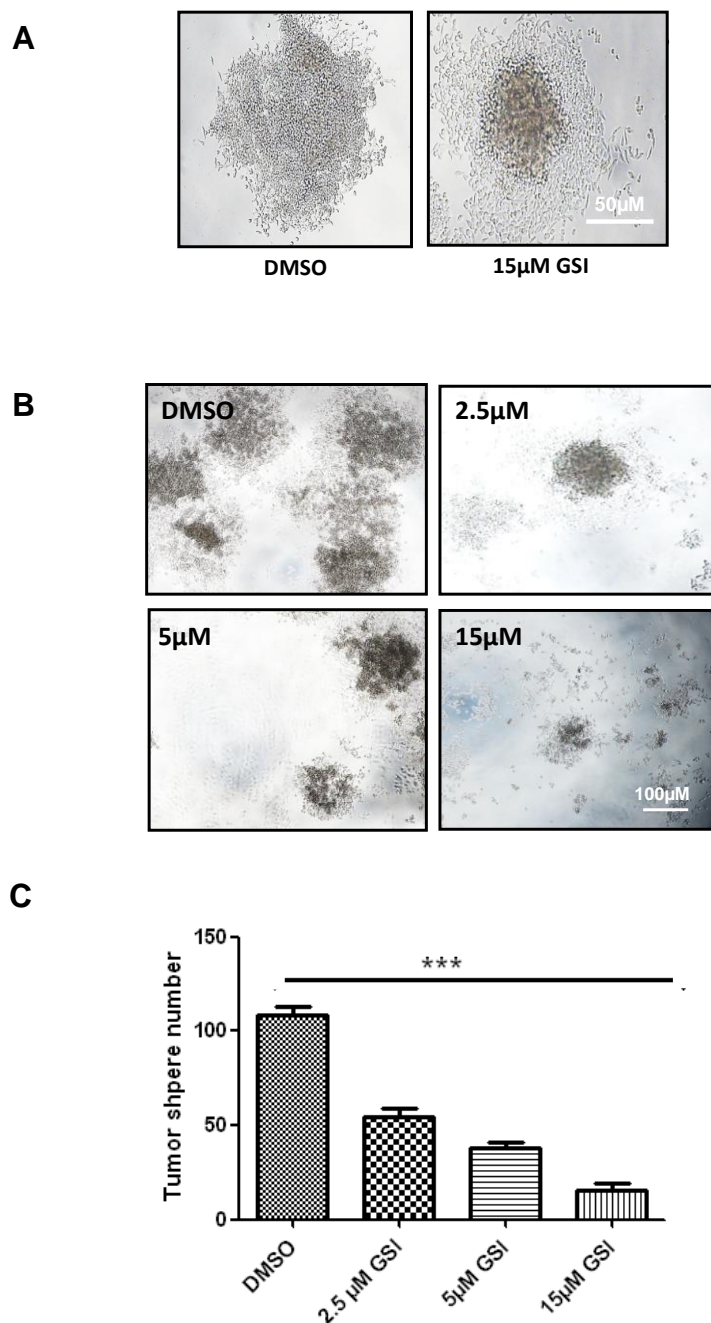 A
50µM
DMSO
15µM GSI
B
DMSO
2.5µM
5µM
15µM
100µM
C
150
100
50
0
Tumor shpere number
***
DMSO
2.5 µM GSI
5µM GSI
15µM GSI